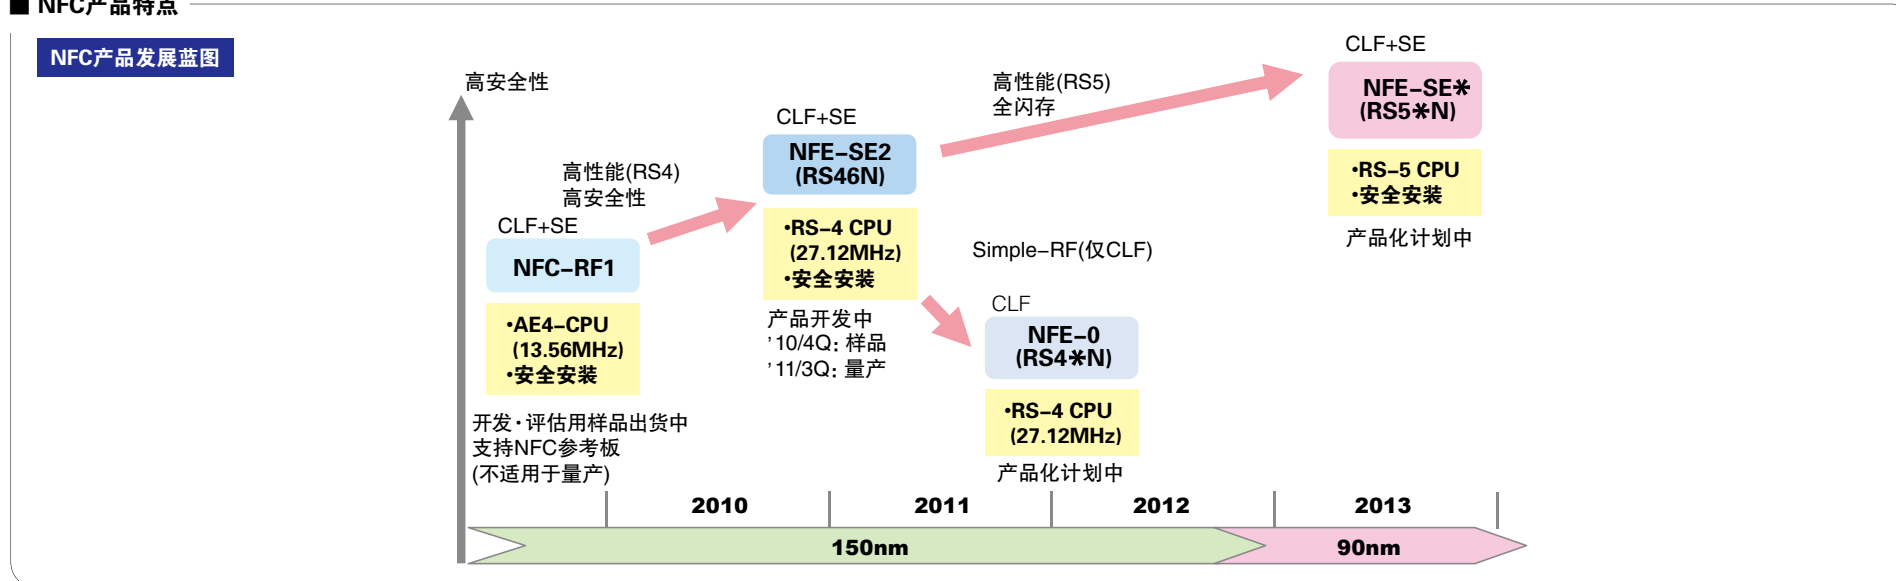 ■ NFC产品特点
NFC产品发展蓝图
高安全性
CLF+SE
NFC–RF1
•AE4–CPU
(13.56MHz)
•安全安装
开发·评估用样品出货中
支持NFC参考板
(不适用于量产)
高性能(RS4)
高安全性
CLF+SE
NFE–SE2
(RS46N)
•RS–4 CPU
(27.12MHz)
•安全安装
产品开发中
’10/4Q: 样品
’11/3Q: 量产
高性能(RS5)
全闪存
Simple–RF(仅CLF)
CLF
NFE–0
(RS4*N)
•RS–4 CPU
(27.12MHz)
产品化计划中
CLF+SE
NFE–SE*
(RS5*N)
•RS–5 CPU
•安全安装
产品化计划中
2010 2011 2012 2013
150nm 90nm